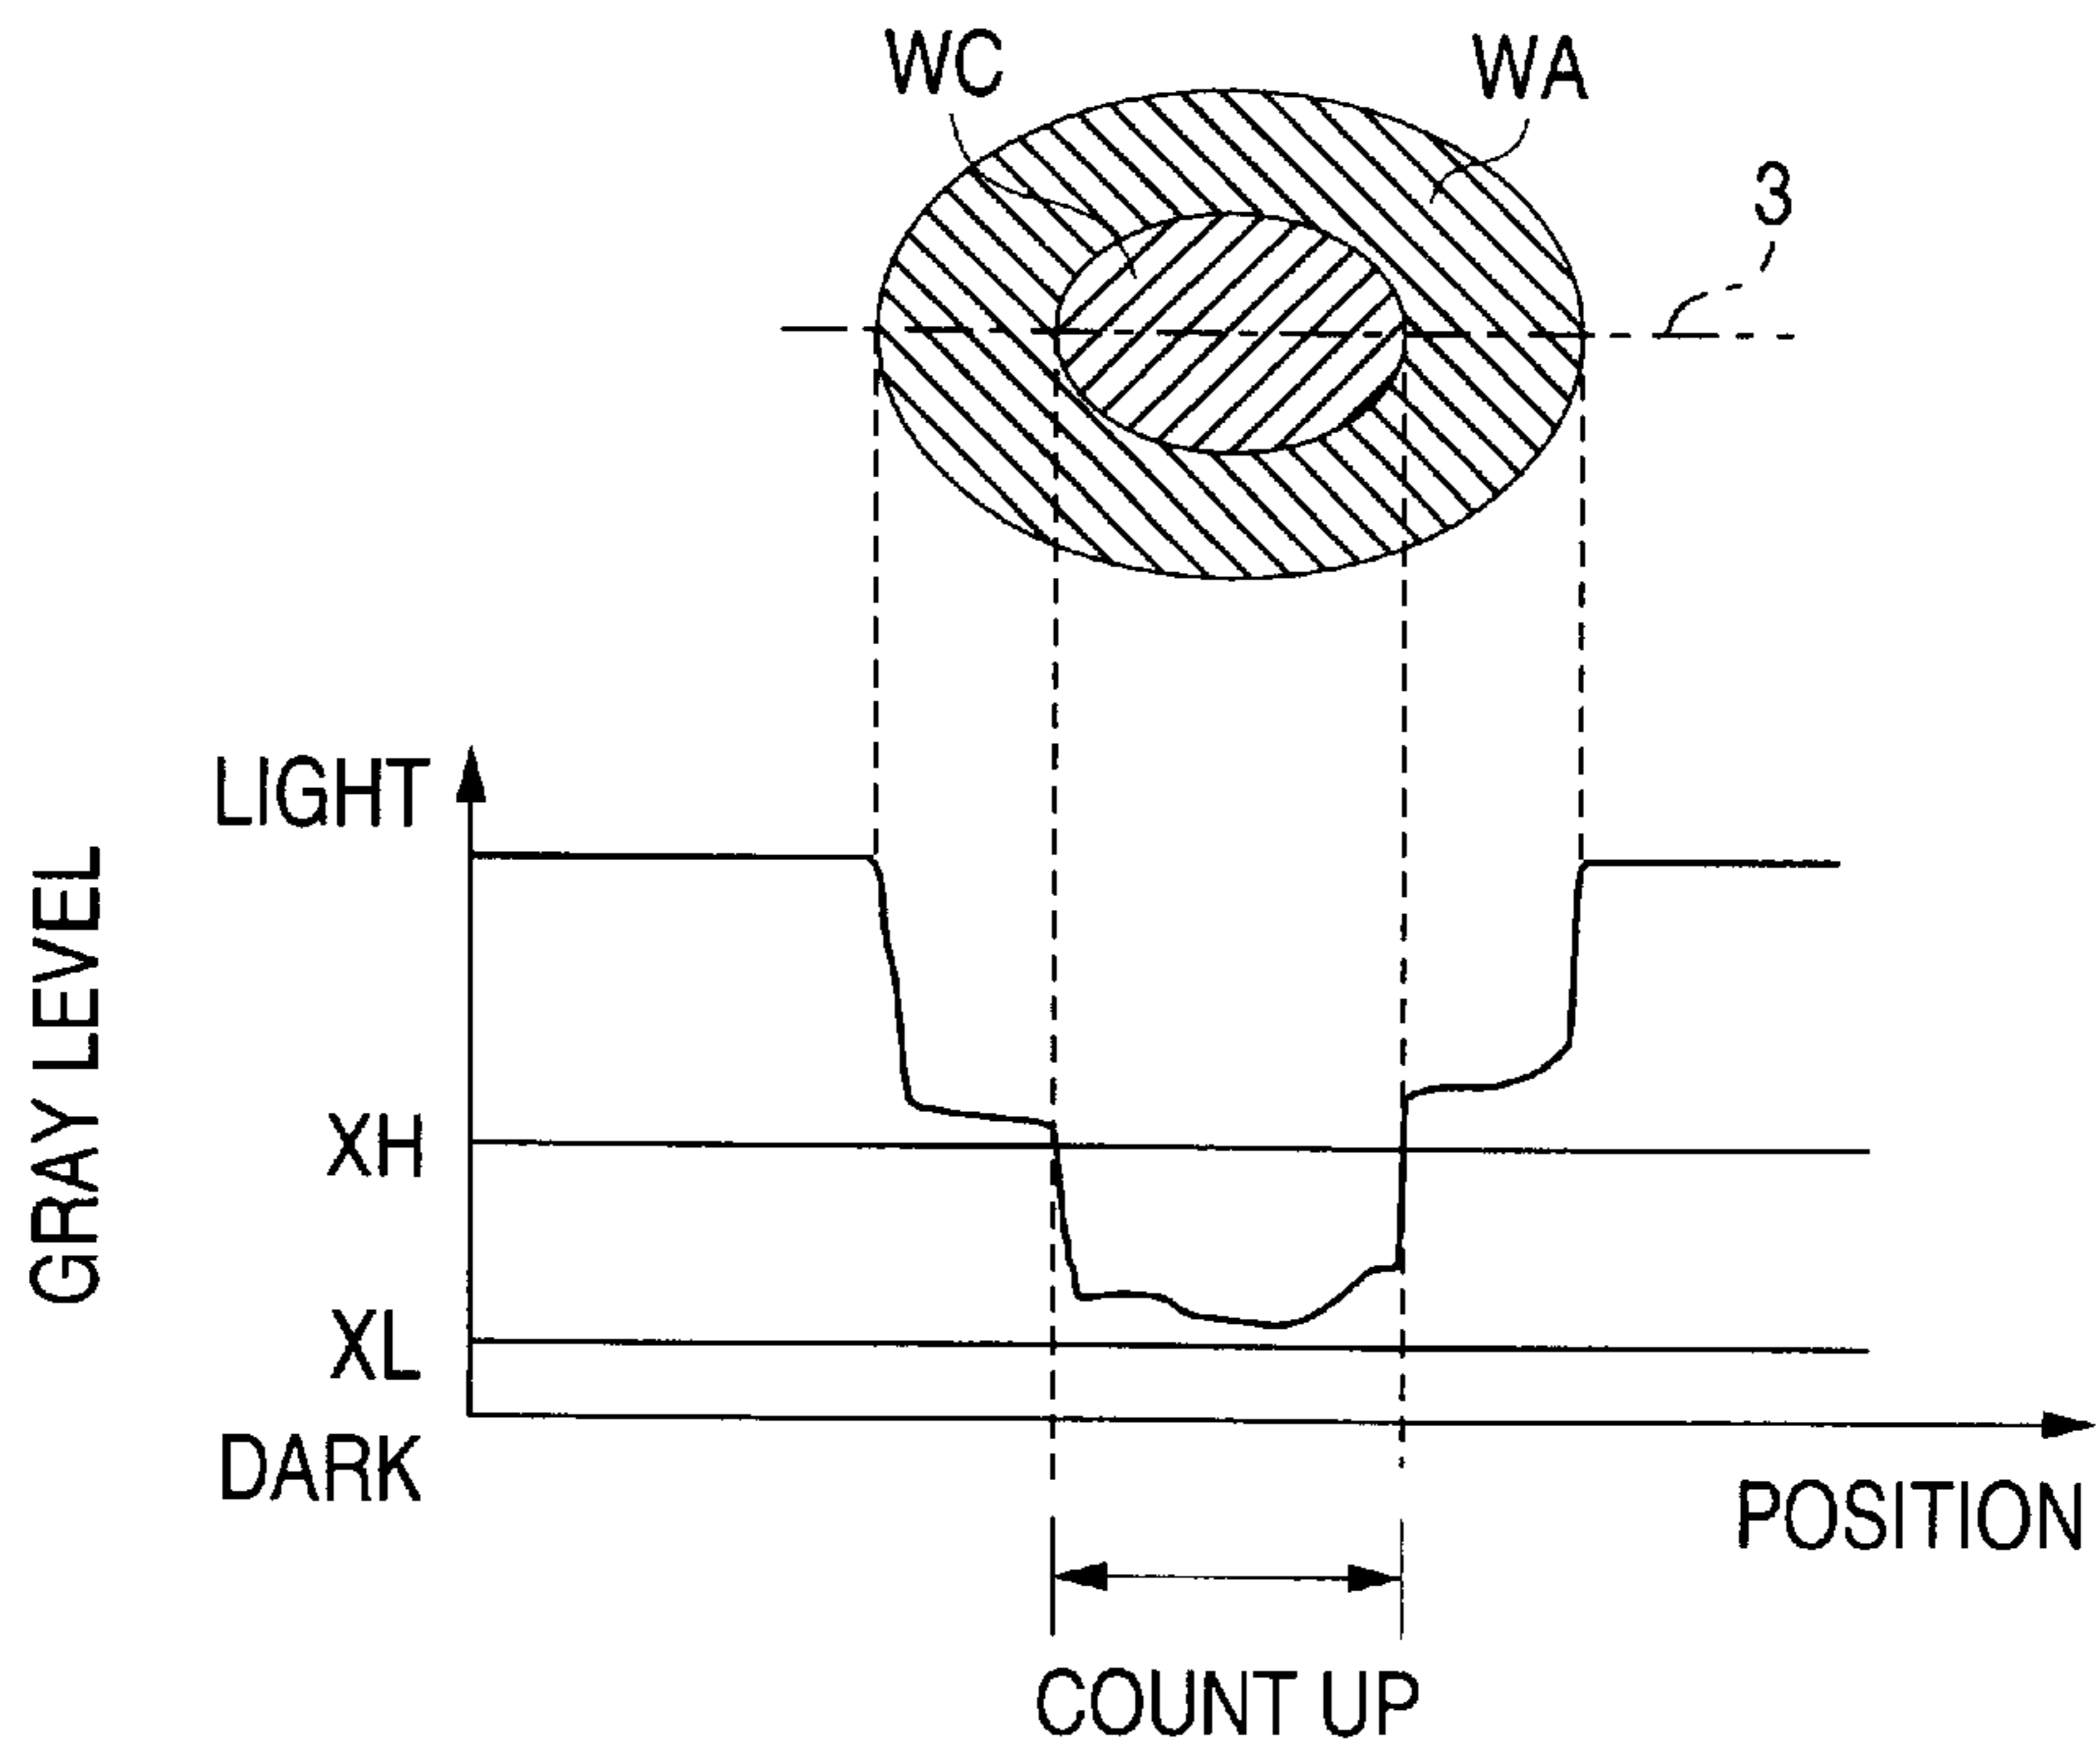 WC
WA
3
LIGHT
GRAY LEVEL
XH
XL
DARK
POSITION
COUNT UP